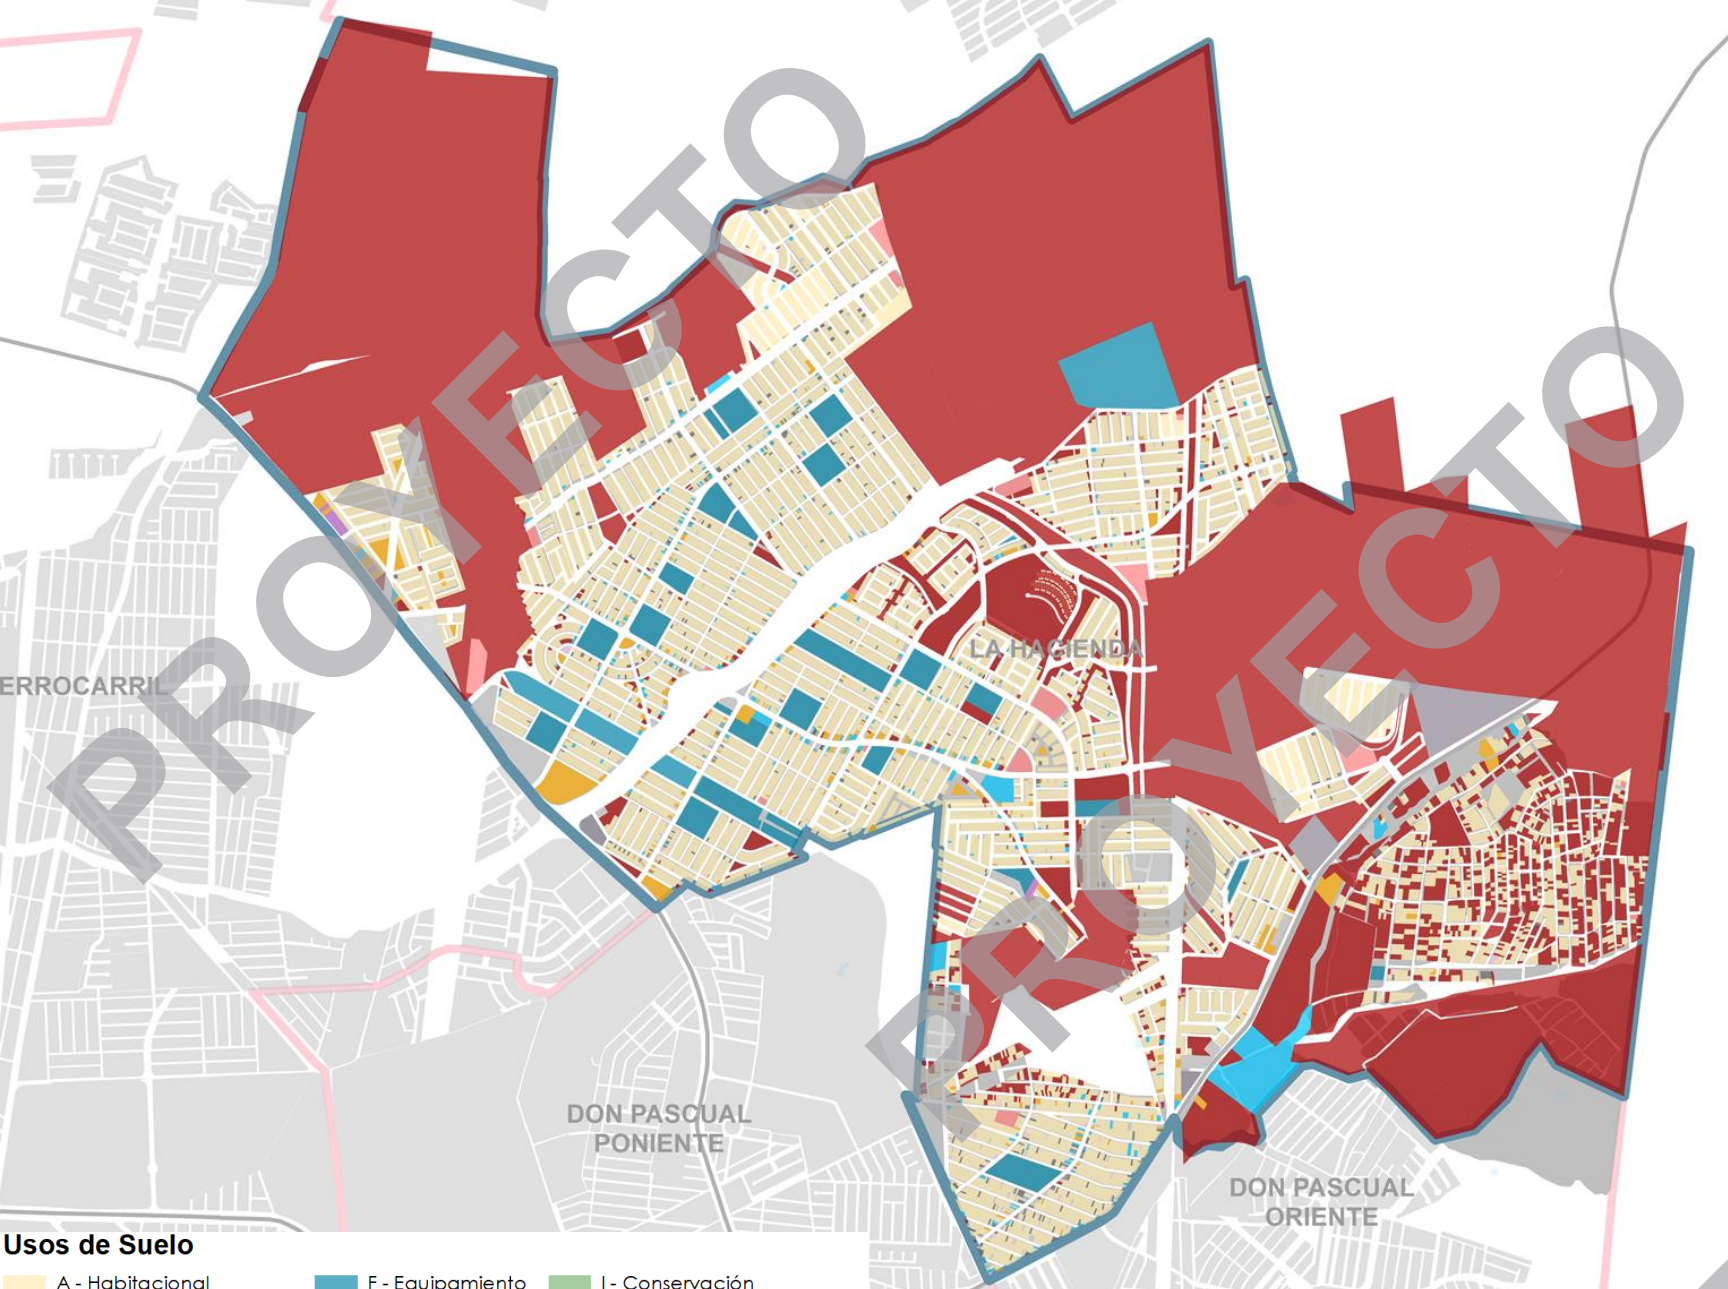 PROYECTO
PROYECTO
LA HACIENDA
ERROCARRIL
DON PASCUAL
PONIENTE
DON PASCUAL
ORIENTE
Usos de Suelo
A - Habitacional
F - Equipamiento
I - Conservación